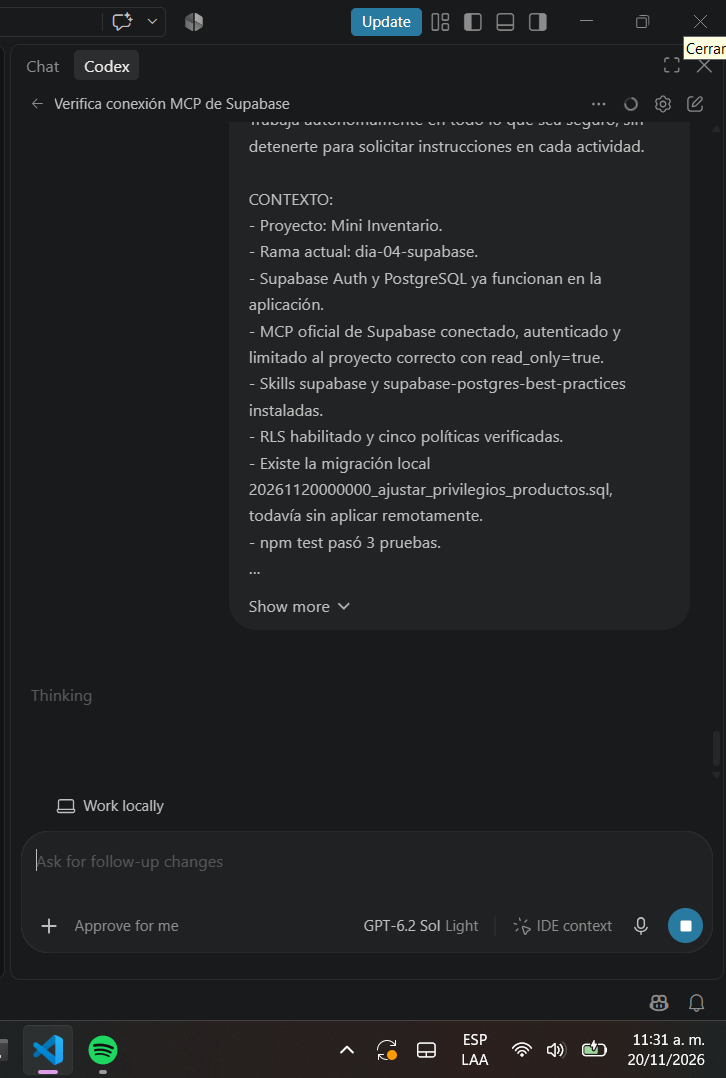 Update
Cerrar
Chat
Codex
Verifica conexión MCP de Supabase
Trabaja autónomamente en todo lo que sea seguro, sin
detenerte para solicitar instrucciones en cada actividad.
CONTEXTO:
- Proyecto: Mini Inventario.
- Rama actual: dia-04-supabase.
- Supabase Auth y PostgreSQL ya funcionan en la
aplicación.
- MCP oficial de Supabase conectado, autenticado y
limitado al proyecto correcto con read_only=true.
- Skills supabase y supabase-postgres-best-practices
instaladas.
- RLS habilitado y cinco políticas verificadas.
- Existe la migración local
20261120000000_ajustar_privilegios_productos.sql,
todavía sin aplicar remotamente.
- npm test pasó 3 pruebas.
...
Show more
Thinking
Work locally
Ask for follow-up changes
Approve for me
GPT-6.2 Sol Light
IDE context
ESP
LAA
11:31 a. m.
20/11/2026